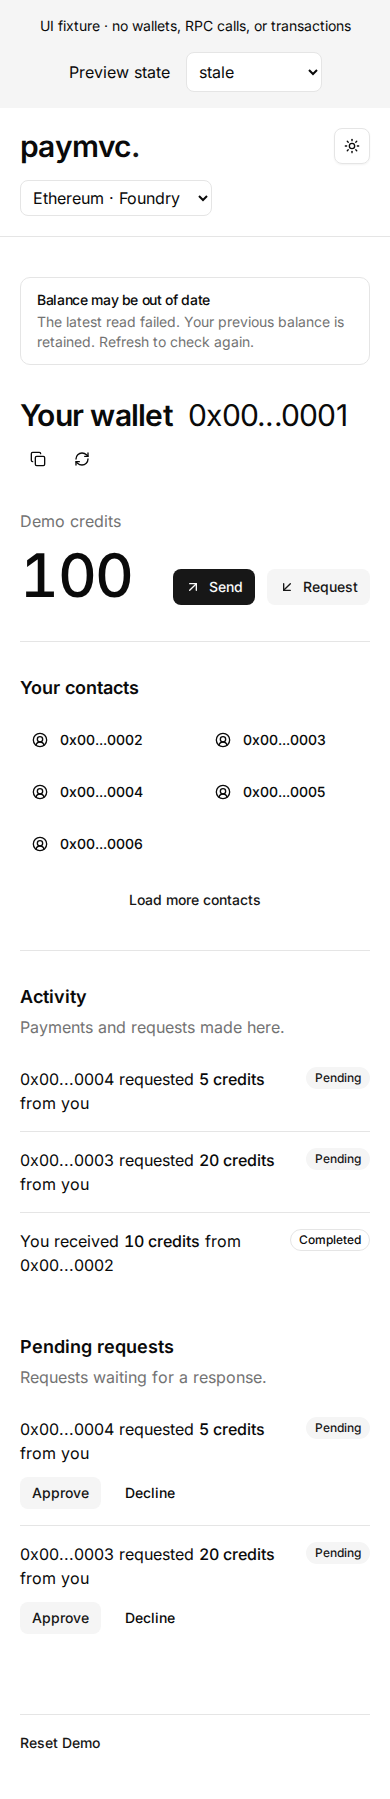 UI fixture · no wallets, RPC calls, or transactions
Preview state
stale
paymvc.
Ethereum · Foundry
Balance may be out of date
The latest read failed. Your previous balance is
retained. Refresh to check again.
Your wallet 0x00...0001
Demo credits
100
Send
Request
Your contacts
0x00...0002
0x00...0003
0x00...0004
0x00...0005
0x00...0006
Load more contacts
Activity
Payments and requests made here.
0x00...0004 requested 5 credits
from you
Pending
0x00...0003 requested 20 credits
from you
Pending
You received 10 credits from
0x00...0002
Completed
Pending requests
Requests waiting for a response.
0x00...0004 requested 5 credits
from you
Pending
Approve
Decline
0x00...0003 requested 20 credits
from you
Pending
Approve
Decline
Reset Demo